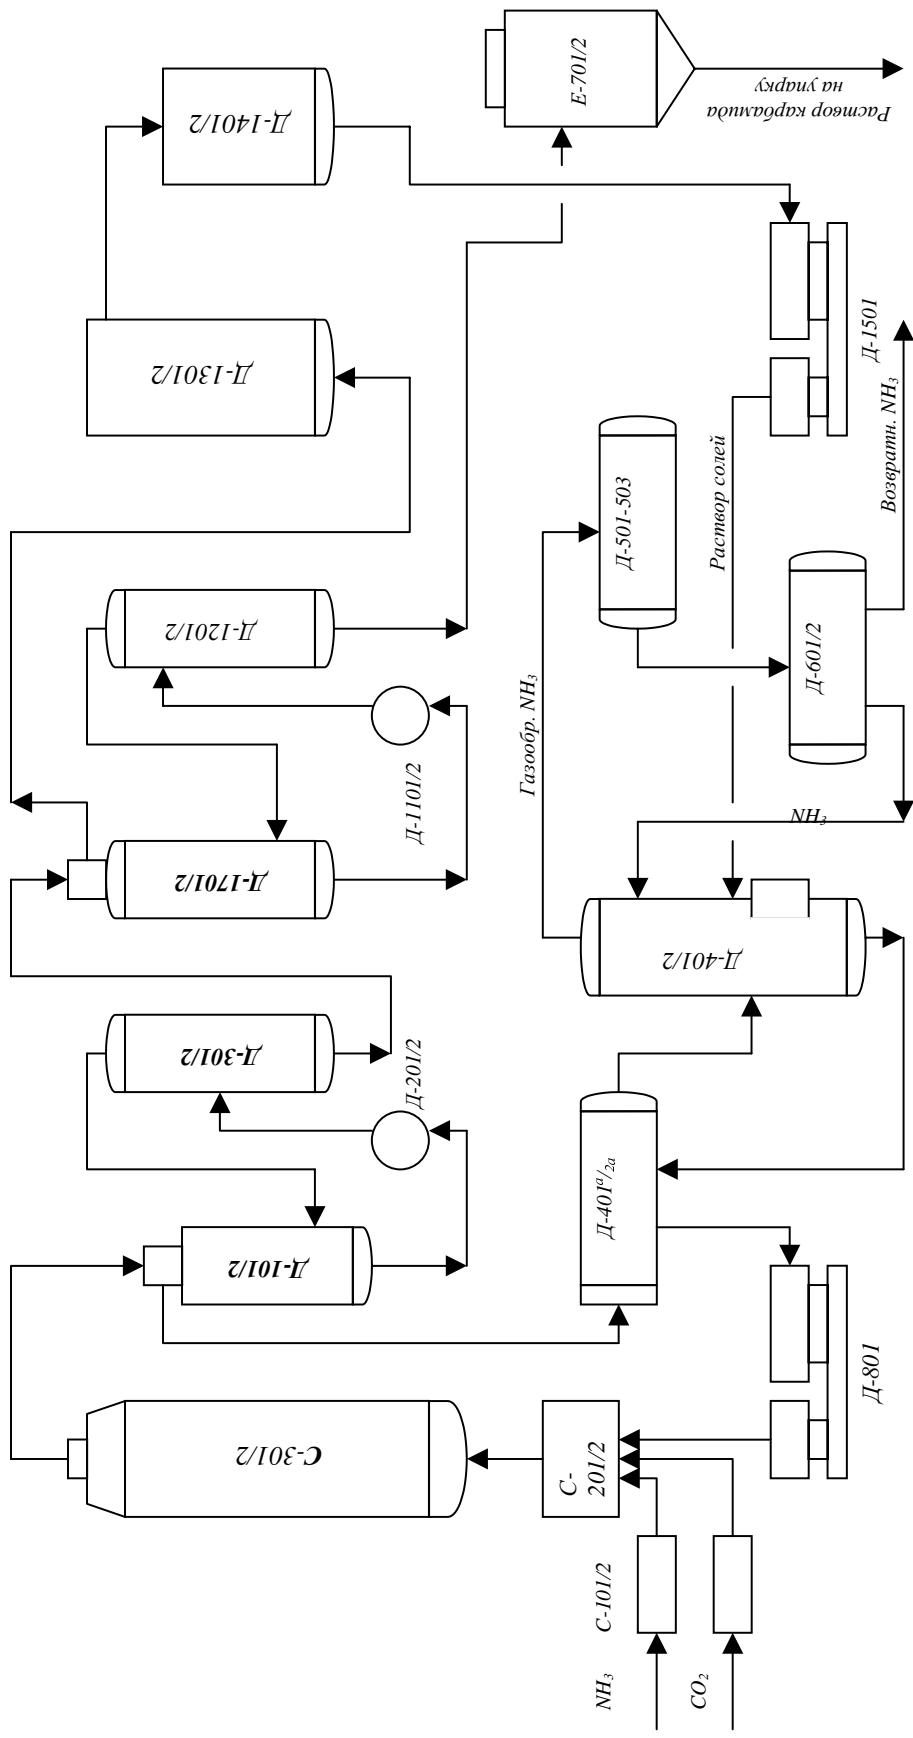 С-301/2
Д-101/2
Д-301/2
Д-201/2
Д-1701/2
Д-1101/2
Д-1201/2
Д-1301/2
Д-1401/2
Е-701/2
Раствор карбамида
на упарку
NH₃
CO₂
С-101/2
С-
201/2
Д-801
Д-401ᵃ/₂ₐ
Д-401/2
Газообр. NH₃
Д-501-503
Раствор солей
Д-601/2
NH₃
Возвратн. NH₃
Д-1501